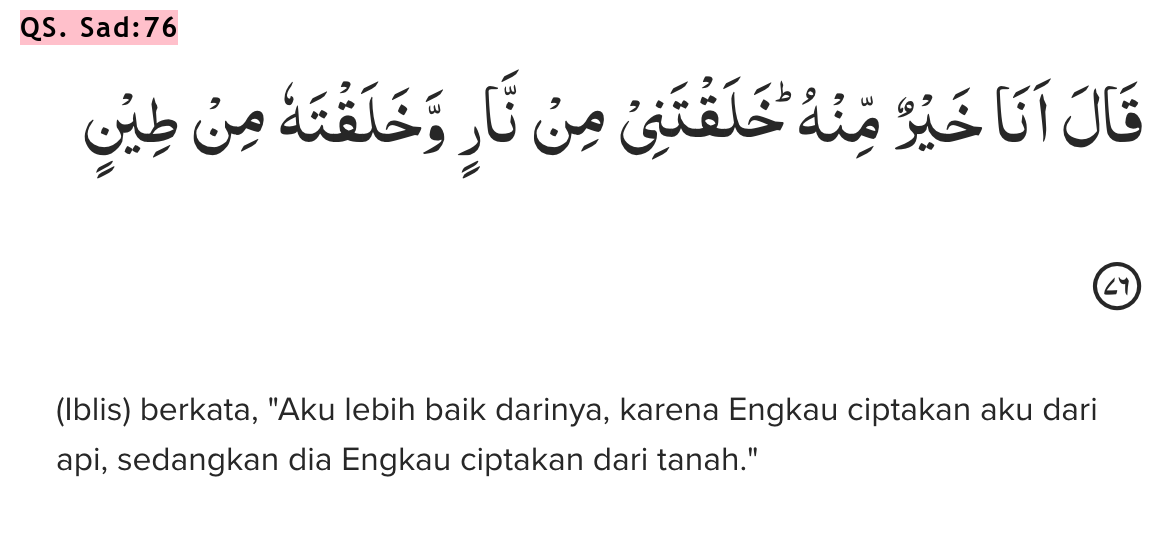 QS. Sad:76
قَالَ اَنَا خَيْرٌ مِّنْهُ ۗخَلَقْتَنِيْ مِنْ نَّارٍ وَّخَلَقْتَهٗ مِنْ طِيْنٍ
٧٦
(Iblis) berkata, "Aku lebih baik darinya, karena Engkau ciptakan aku dari
api, sedangkan dia Engkau ciptakan dari tanah."